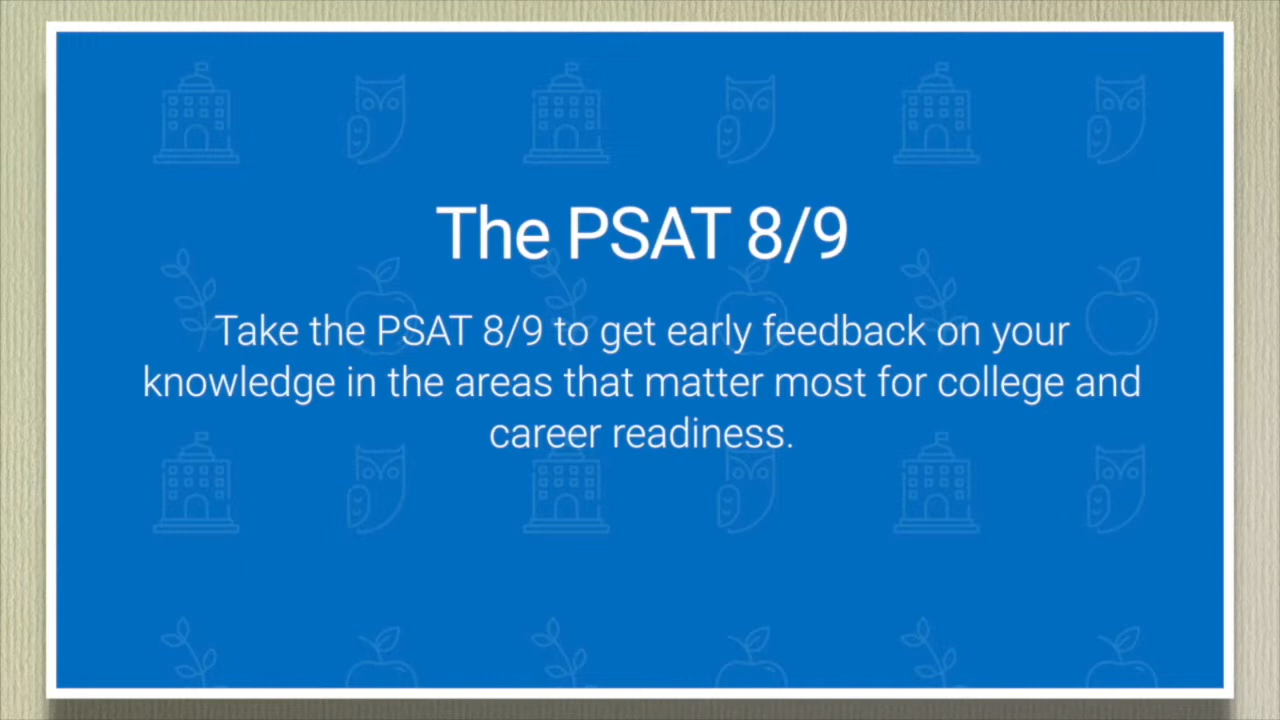 The PSAT 8/9
Take the PSAT 8/9 to get early feedback on your
knowledge in the areas that matter most for college and
career readiness.